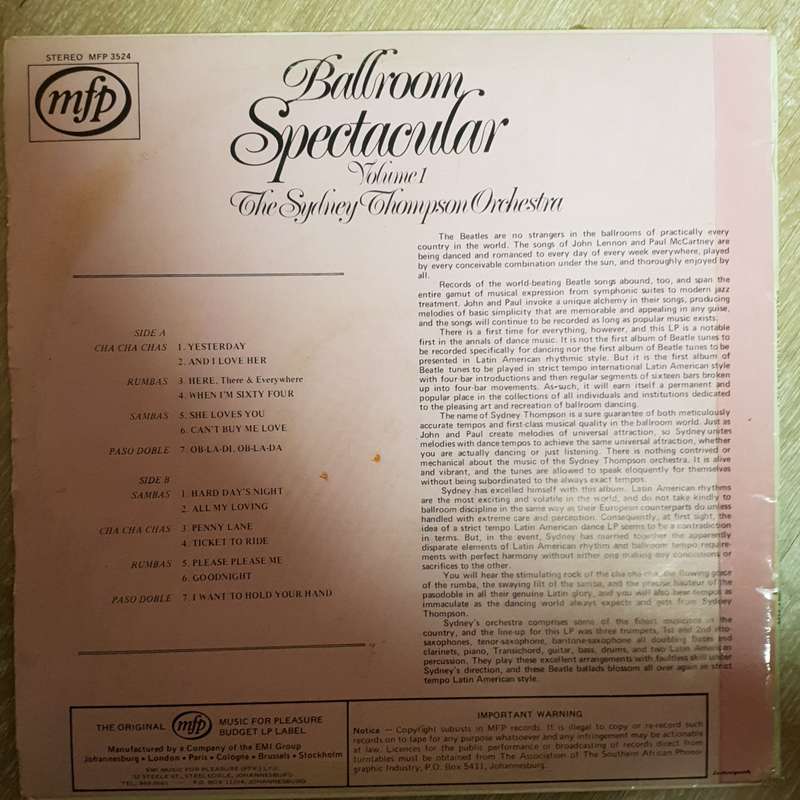 STEREO MFP 3524
mfp
Ballroom
Spectacular
Volume 1
The Sydney Thompson Orchestra
SIDE A
CHA CHA CHAS 1. YESTERDAY
2. AND I LOVE HER
RUMBAS 3. HERE, There & Everywhere
4. WHEN I'M SIXTY FOUR
SAMBAS 5. SHE LOVES YOU
6. CAN'T BUY ME LOVE
PASO DOBLE 7. OB-LA-DI, OB-LA-DA
SIDE B
SAMBAS 1. HARD DAY'S NIGHT
2. ALL MY LOVING
CHA CHA CHAS 3. PENNY LANE
4. TICKET TO RIDE
RUMBAS 5. PLEASE PLEASE ME
6. GOODNIGHT
PASO DOBLE 7. I WANT TO HOLD YOUR HAND
The Beatles are no strangers in the ballrooms of practically every
country in the world. The songs of John Lennon and Paul McCartney are
being danced and romanced to every day of every week everywhere, played
by every conceivable combination under the sun, and thoroughly enjoyed by
all.
Records of the world-beating Beatle songs abound, too, and span the
entire gamut of musical expression from symphonic suites to modern jazz
treatment. John and Paul invoke a unique alchemy in their songs, producing
melodies of basic simplicity that are memorable and appealing in any guise,
and the songs will continue to be recorded as long as popular music exists.
There is a first time for everything, however, and this LP is a notable
first in the annals of dance music. It is not the first album of Beatle tunes to
be recorded specifically for dancing nor the first album of Beatle tunes to be
presented in Latin American rhythmic style. But it is the first album of
Beatle tunes to be played in strict tempo international Latin American style
with four-bar introductions and then regular segments of sixteen bars broken
up into four-bar movements. As such, it will earn itself a permanent and
popular place in the collections of all individuals and institutions dedicated
to the pleasing art and recreation of ballroom dancing.
The name of Sydney Thompson is a sure guarantee of both meticulously
accurate tempos and first-class musical quality in the ballroom world. Just as
John and Paul create melodies of universal attraction, so Sydney unites
melodies with dance tempos to achieve the same universal attraction, whether
you are actually dancing or just listening. There is nothing contrived or
mechanical about the music of the Sydney Thompson orchestra. It is alive
and vibrant, and the tunes are allowed to speak eloquently for themselves
without being subordinated to the always exact tempos.
Sydney has excelled himself with this album. Latin American rhythms
are the most exciting and volatile in the world, and do not take kindly to
ballroom discipline in the same way as their European counterparts do unless
handled with extreme care and perception. Consequently, at first sight, the
idea of a strict tempo Latin American dance LP seems to be a contradiction
in terms. But, in the event, Sydney has married together the apparently
disparate elements of Latin American rhythm and ballroom tempo require-
ments with perfect harmony without either one making any concessions or
sacrifices to the other.
You will hear the stimulating rock of the cha cha cha, the flowing grace
of the rumba, the swaying lilt of the samba, and the precise hauteur of the
pasodoble in all their genuine Latin glory, and you will also hear tempos as
immaculate as the dancing world always expects and gets from Sydney
Thompson.
Sydney's orchestra comprises some of the finest musicians in the
country, and the line-up for this LP was three trumpets, 1st and 2nd alto-
saxophones, tenor-saxophone, baritone-saxophone all doubling flutes and
clarinets, piano, Transichord, guitar, bass, drums, and two Latin American
percussion. They play these excellent arrangements with faultless skill under
Sydney's direction, and these Beatle ballads blossom all over again in strict
tempo Latin American style.
THE ORIGINAL mfp MUSIC FOR PLEASURE
BUDGET LP LABEL
Manufactured by a Company of the EMI Group
Johannesburg • London • Paris • Cologne • Brussels • Stockholm
EMI MUSIC FOR PLEASURE (PTY) LTD.
12 STEELE ST., STEELEDALE, JOHANNESBURG
P.O. BOX 11254, JOHANNESBURG
IMPORTANT WARNING
Notice – Copyright subsists in MFP records. It is illegal to copy or re-record such
records on to tape for any purpose whatsoever and any infringement may be actionable
at law. Licences for the public performance or broadcasting of records direct from
turntables must be obtained from The Association of The Southern African Phono-
graphic Industry, P.O. Box 5411, Johannesburg.